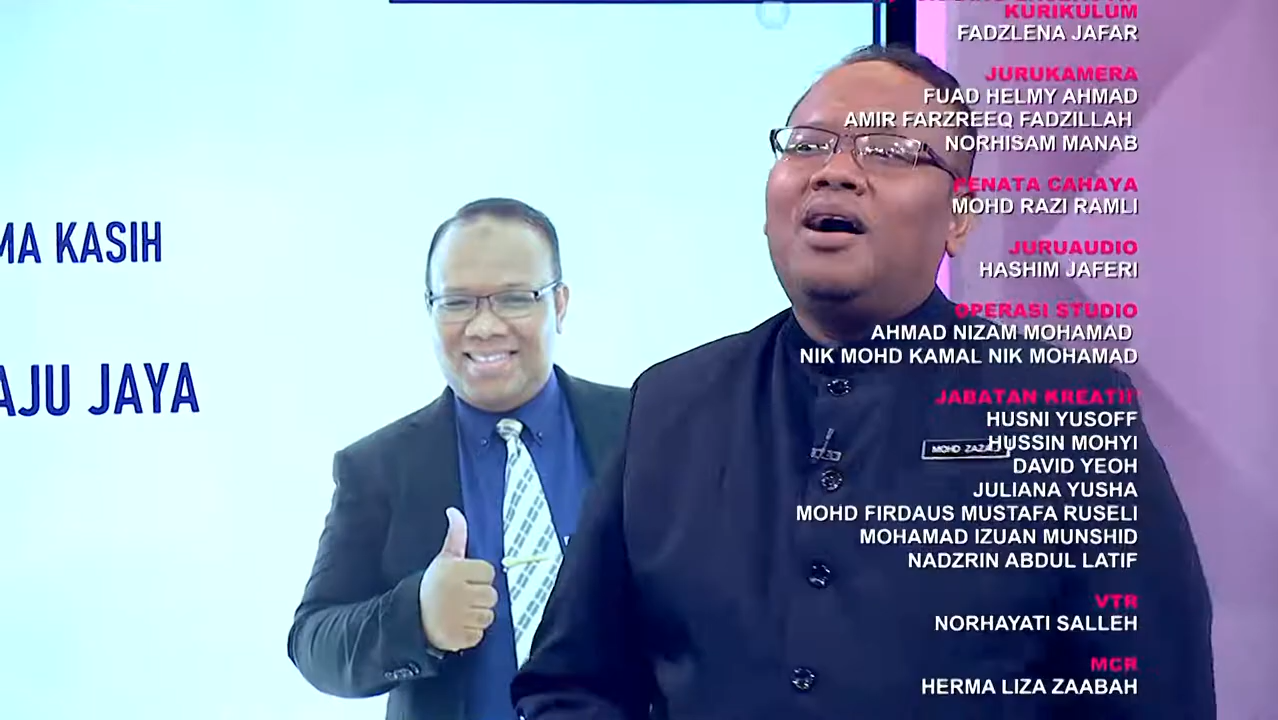 MA KASIH
AJU JAYA
KURIKULUM
FADZLENA JAFAR
JURUKAMERA
FUAD HELMY AHMAD
AMIR FARZREEQ FADZILLAH
NORHISAM MANAB
PENATA CAHAYA
MOHD RAZI RAMLI
JURUAUDIO
HASHIM JAFERI
OPERASI STUDIO
AHMAD NIZAM MOHAMAD
NIK MOHD KAMAL NIK MOHAMAD
JABATAN KREATIF
HUSNI YUSOFF
HUSSIN MOHYI
DAVID YEOH
JULIANA YUSHA
MOHD FIRDAUS MUSTAFA RUSELI
MOHAMAD IZUAN MUNSHID
NADZRIN ABDUL LATIF
VTR
NORHAYATI SALLEH
MCR
HERMA LIZA ZAABAH
MOHD